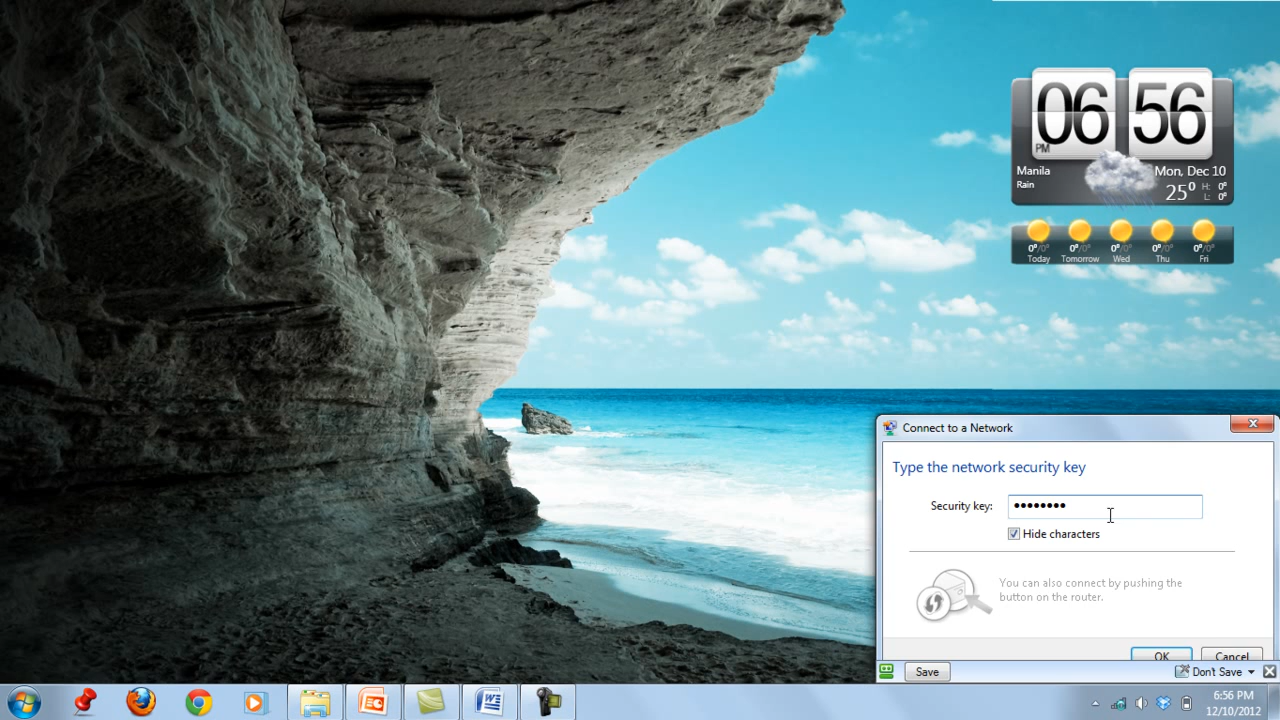 06 56
PM
Manila
Mon, Dec 10
Rain
25° H: 0°
L: 0°
0°/0° 0°/0° 0°/0° 0°/0° 0°/0°
Today Tomorrow Wed Thu Fri
Connect to a Network
Type the network security key
Security key: ••••••••
Hide characters
You can also connect by pushing the
button on the router.
OK Cancel
Save Don't Save
6:56 PM
12/10/2012